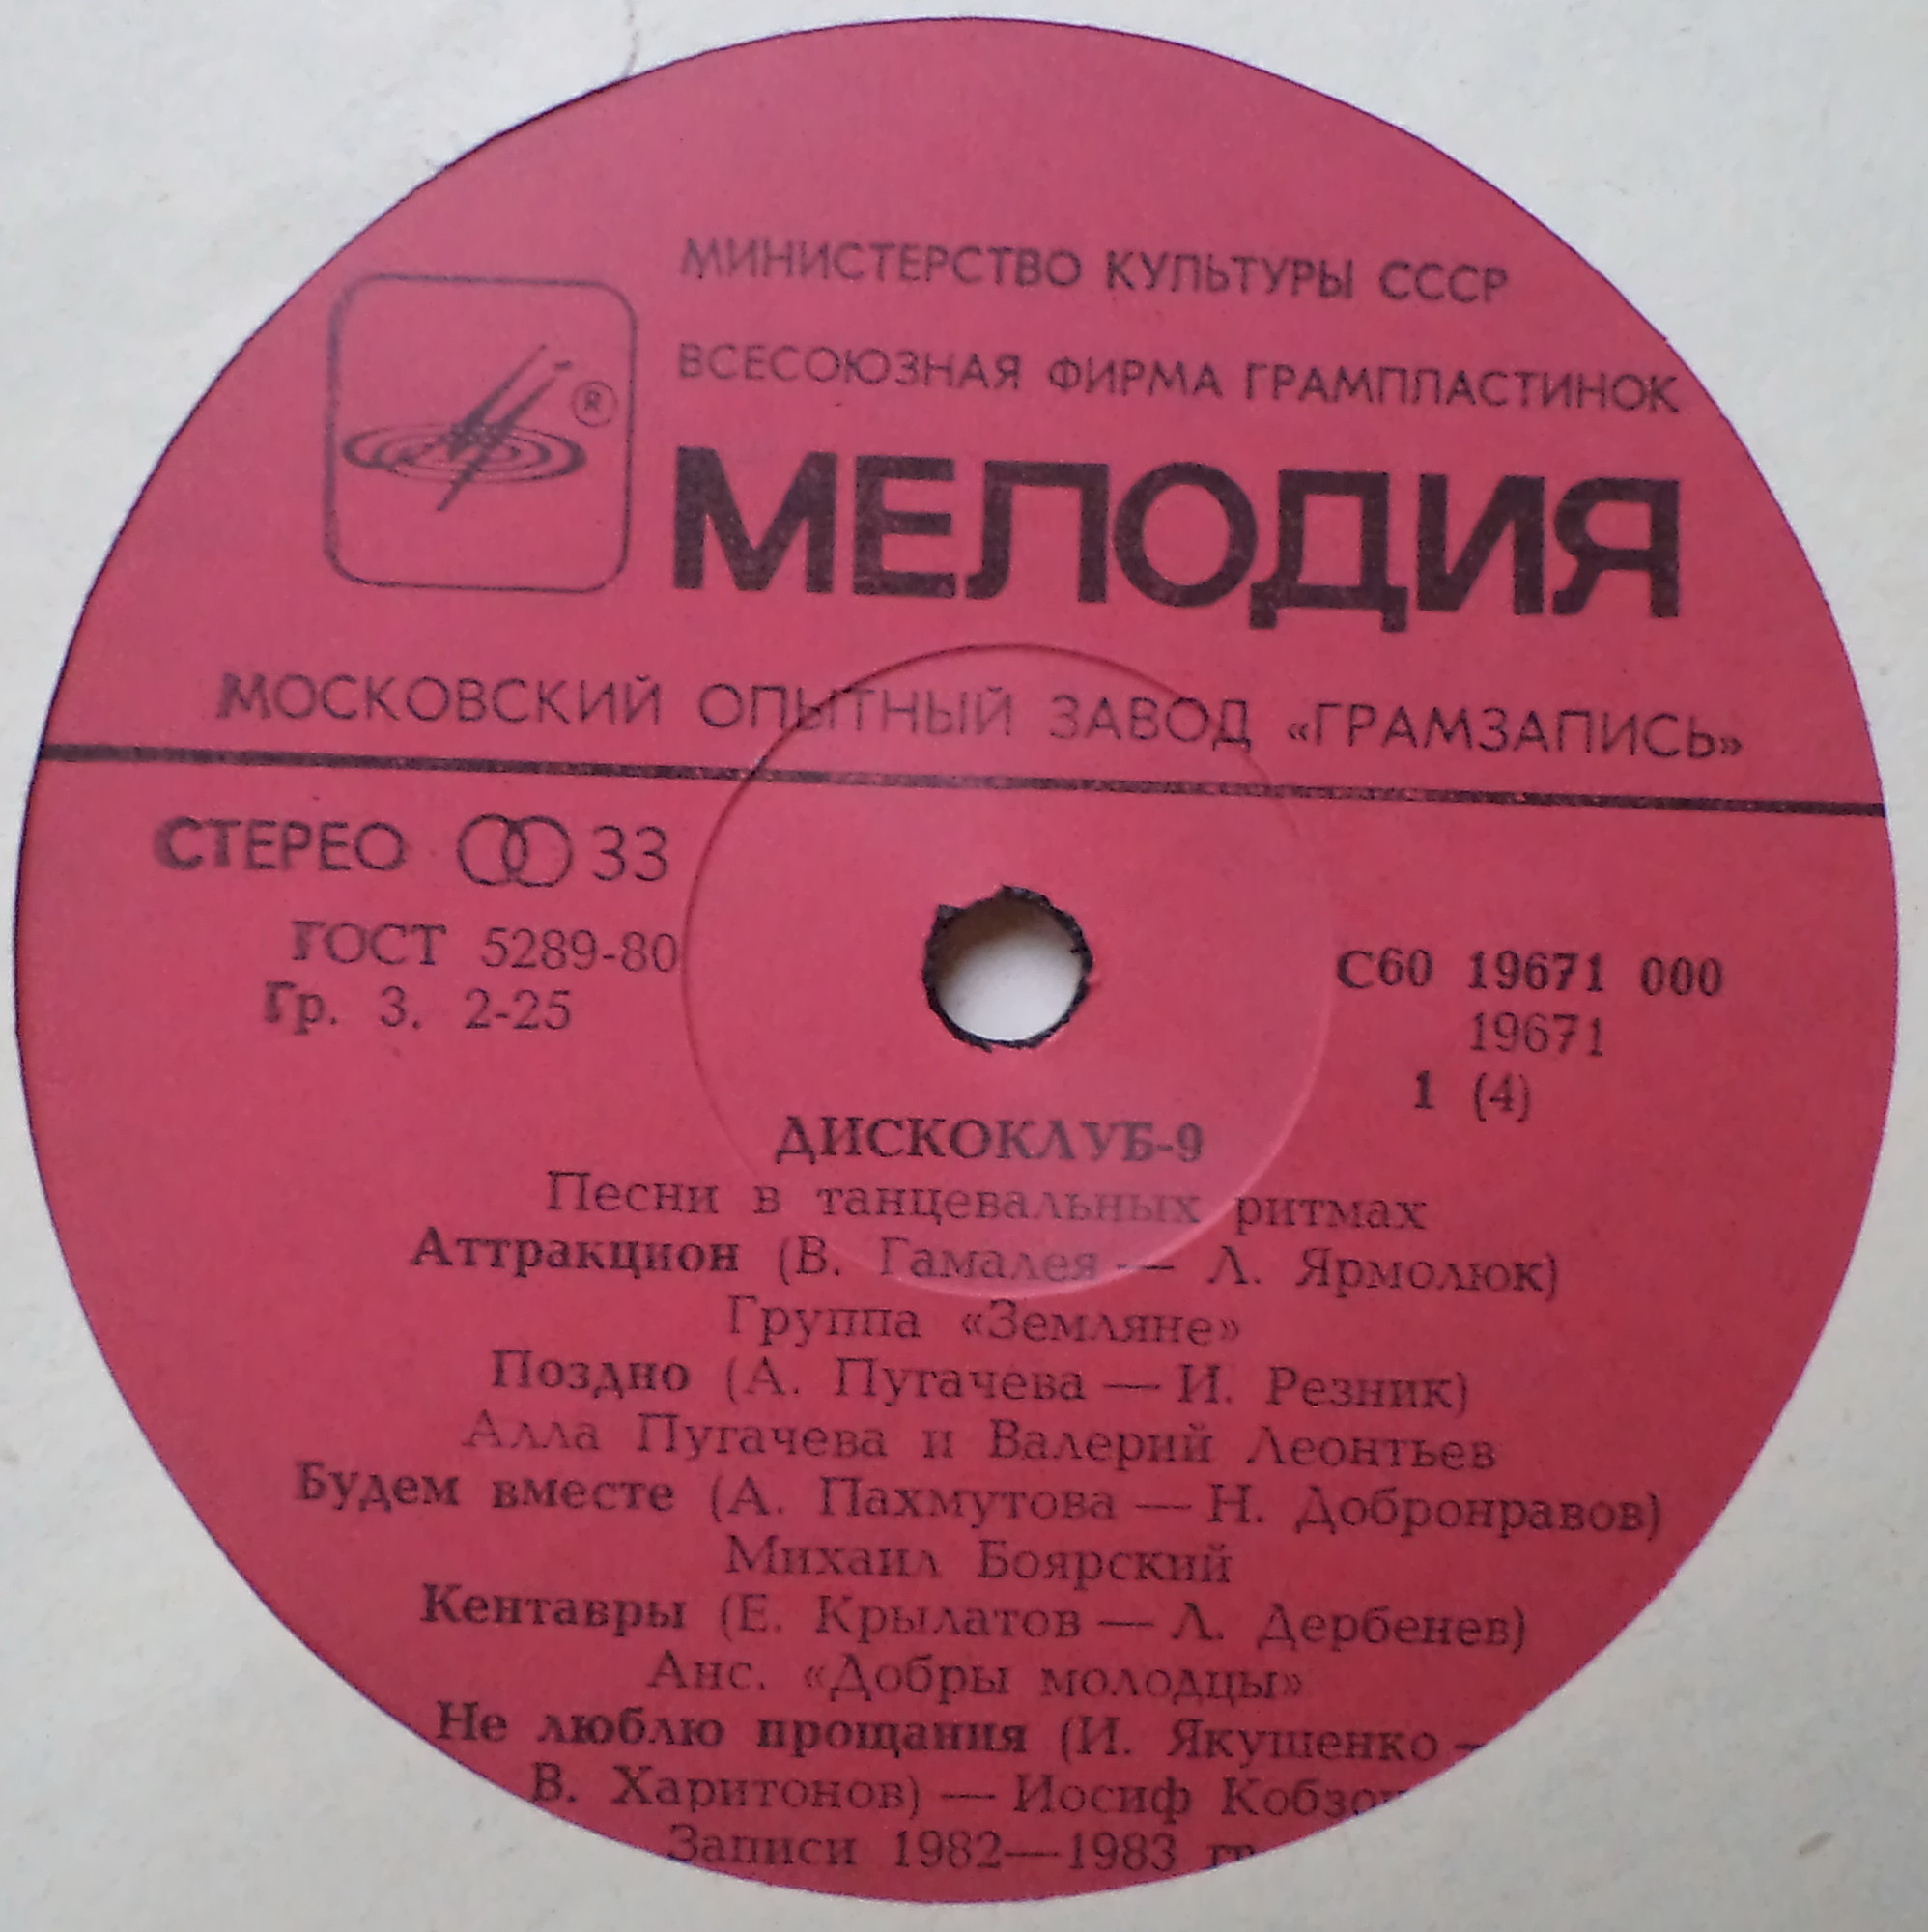 МИНИСТЕРСТВО КУЛЬТУРЫ СССР
ВСЕСОЮЗНАЯ ФИРМА ГРАМПЛАСТИНОК
®
МЕЛОДИЯ
МОСКОВСКИЙ ОПЫТНЫЙ ЗАВОД «ГРАМЗАПИСЬ»
СТЕРЕО 33
ГОСТ 5289-80
Гр. 3. 2-25
С60 19671 000
19671
1 (4)
ДИСКОКЛУБ-9
Песни в танцевальных ритмах
Аттракцион (В. Гамалея — Л. Ярмолюк)
Группа «Земляне»
Поздно (А. Пугачева — И. Резник)
Алла Пугачева и Валерий Леонтьев
Будем вместе (А. Пахмутова — Н. Добронравов)
Михаил Боярский
Кентавры (Е. Крылатов — Л. Дербенев)
Анс. «Добры молодцы»
Не люблю прощания (И. Якушенко —
В. Харитонов) — Иосиф
Записи 1982—1983